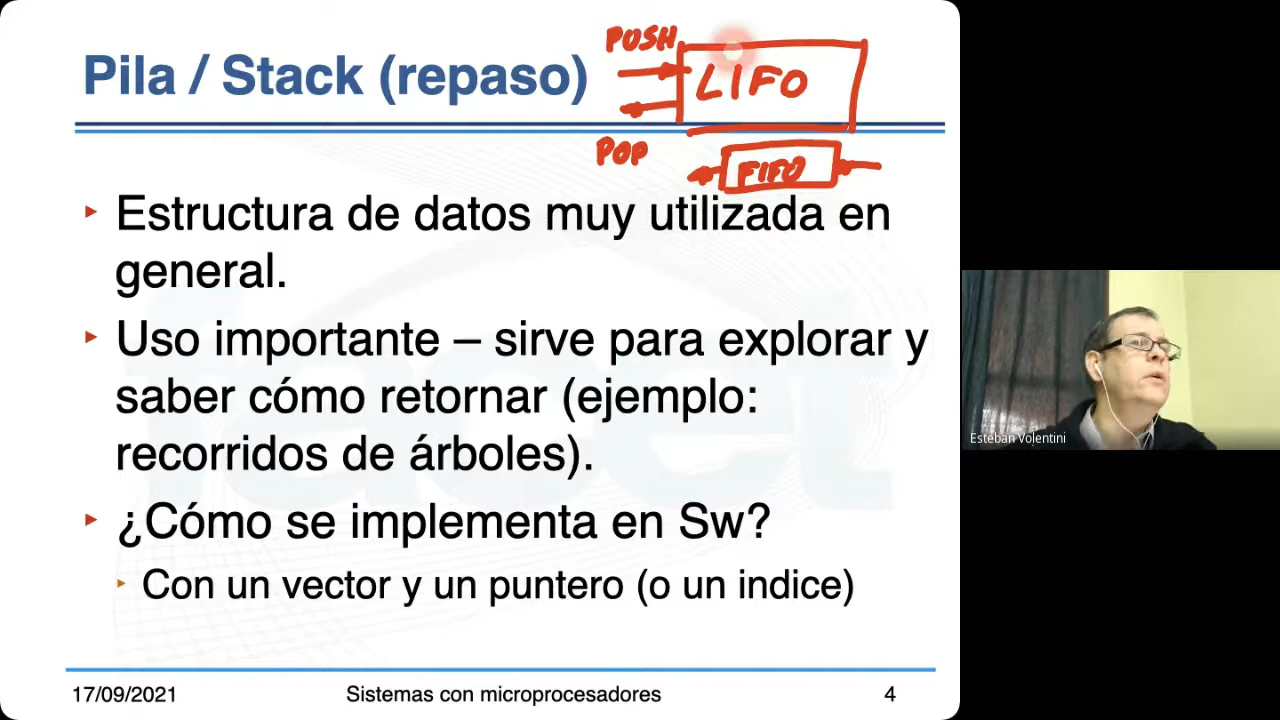 Pila / Stack (repaso)
PUSH
LIFO
POP
FIFO
Estructura de datos muy utilizada en
general.
Uso importante – sirve para explorar y
saber cómo retornar (ejemplo:
recorridos de árboles).
¿Cómo se implementa en Sw?
Con un vector y un puntero (o un indice)
Esteban Volentini
17/09/2021
Sistemas con microprocesadores
4